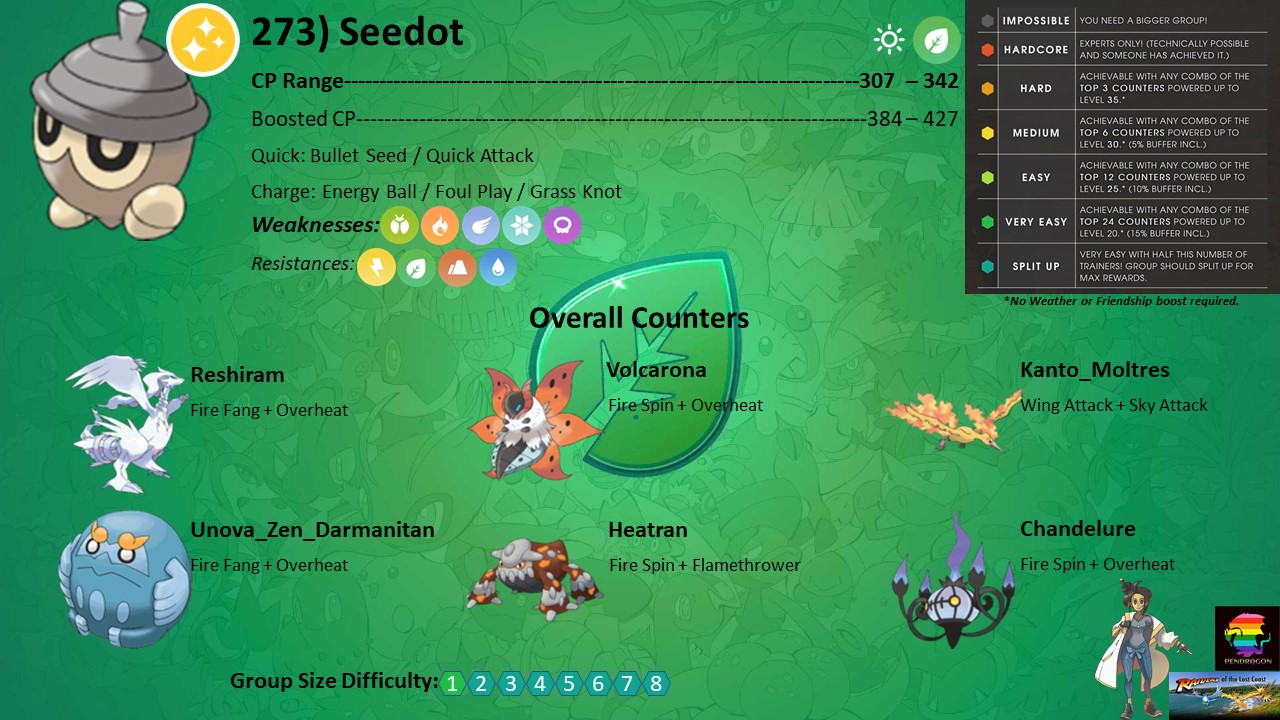 273) Seedot
CP Range------------------------------------------------------------------------307 – 342
Boosted CP------------------------------------------------------------------------384 – 427
Quick: Bullet Seed / Quick Attack
Charge: Energy Ball / Foul Play / Grass Knot
Weaknesses:
Resistances:
IMPOSSIBLE YOU NEED A BIGGER GROUP!
HARDCORE EXPERTS ONLY! (TECHNICALLY POSSIBLE
AND SOMEONE HAS ACHIEVED IT.)
HARD ACHIEVABLE WITH ANY COMBO OF THE
TOP 3 COUNTERS POWERED UP TO
LEVEL 35.*
MEDIUM ACHIEVABLE WITH ANY COMBO OF THE
TOP 6 COUNTERS POWERED UP TO
LEVEL 30.* (5% BUFFER INCL.)
EASY ACHIEVABLE WITH ANY COMBO OF THE
TOP 12 COUNTERS POWERED UP TO
LEVEL 25.* (10% BUFFER INCL.)
VERY EASY ACHIEVABLE WITH ANY COMBO OF THE
TOP 24 COUNTERS POWERED UP TO
LEVEL 20.* (15% BUFFER INCL.)
SPLIT UP VERY EASY WITH HALF THIS NUMBER OF
TRAINERS! GROUP SHOULD SPLIT UP FOR
MAX REWARDS.
*No Weather or Friendship boost required.
Overall Counters
Reshiram
Fire Fang + Overheat
Volcarona
Fire Spin + Overheat
Kanto_Moltres
Wing Attack + Sky Attack
Unova_Zen_Darmanitan
Fire Fang + Overheat
Heatran
Fire Spin + Flamethrower
Chandelure
Fire Spin + Overheat
Group Size Difficulty: 1 2 3 4 5 6 7 8
PENDRAGON
RAIDERS of the Lost Coast